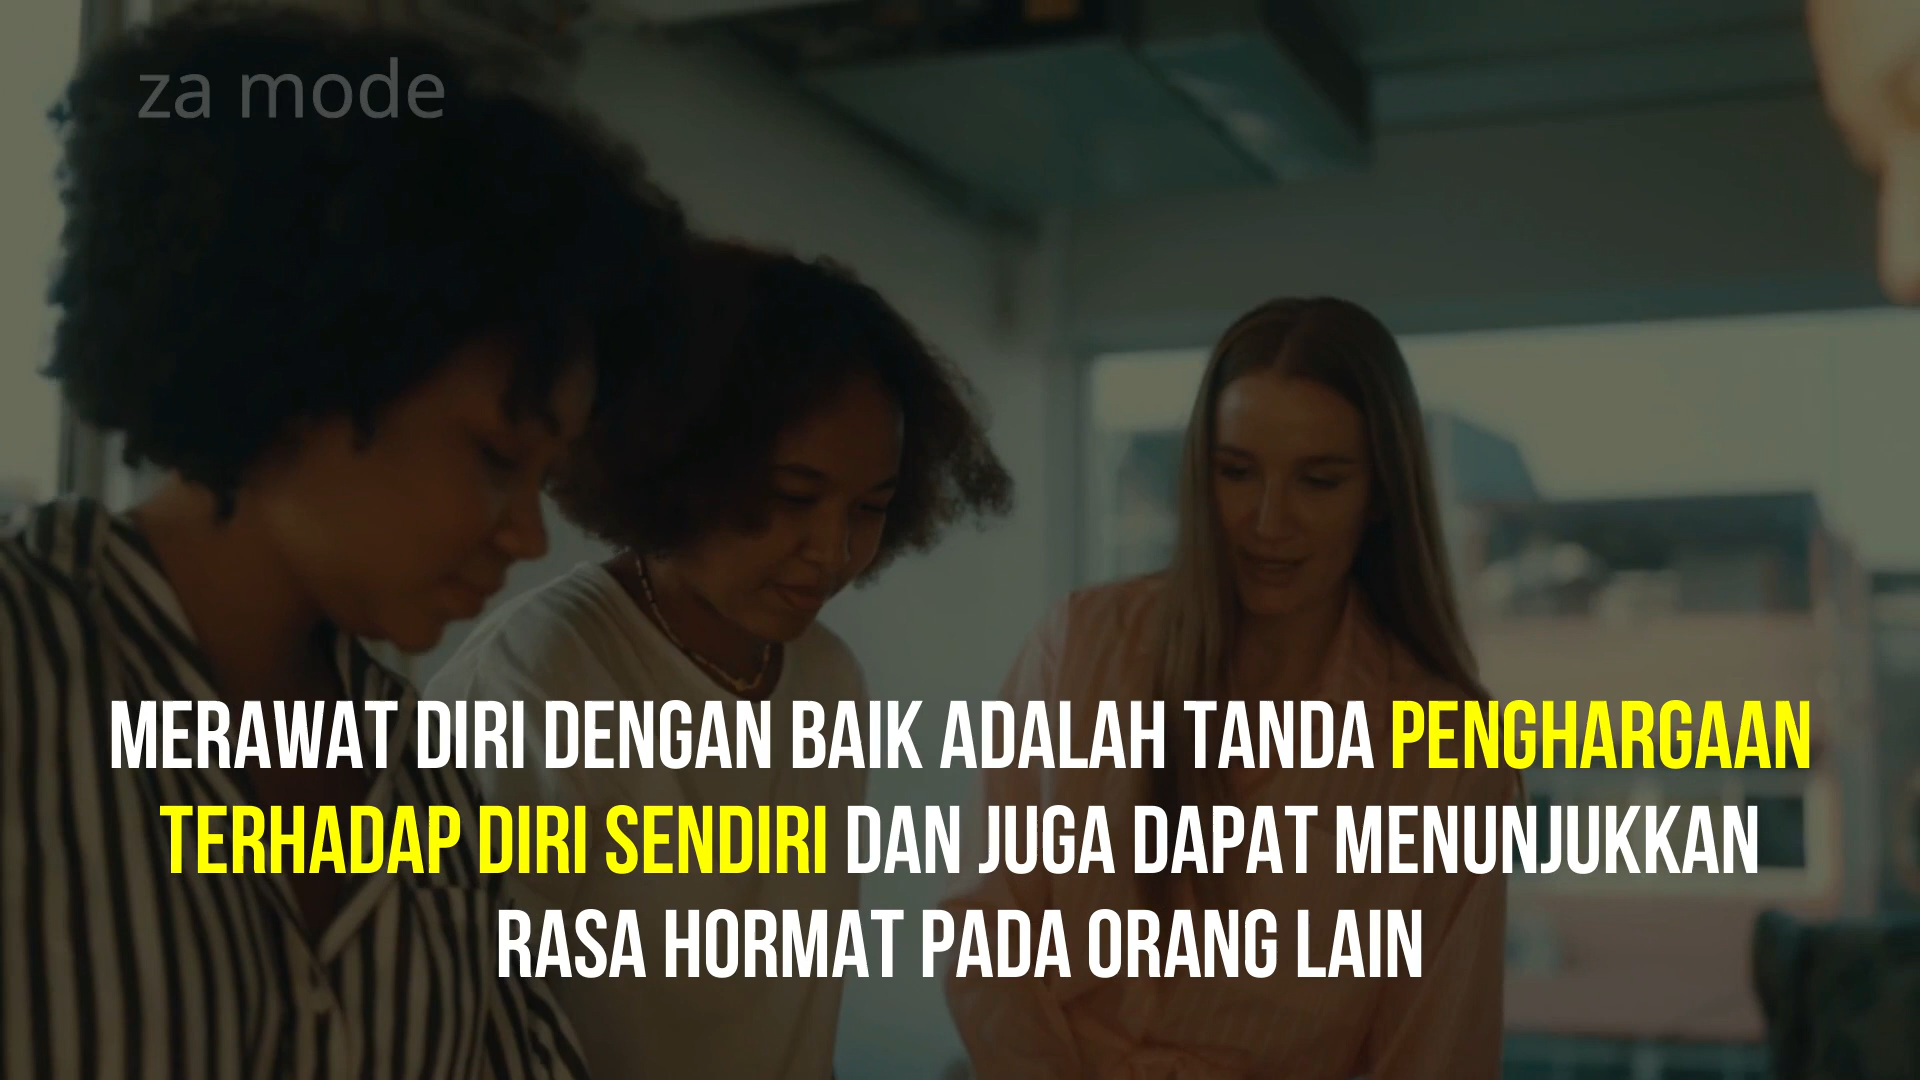 za mode
MERAWAT DIRI DENGAN BAIK ADALAH TANDA PENGHARGAAN
TERHADAP DIRI SENDIRI DAN JUGA DAPAT MENUNJUKKAN
RASA HORMAT PADA ORANG LAIN